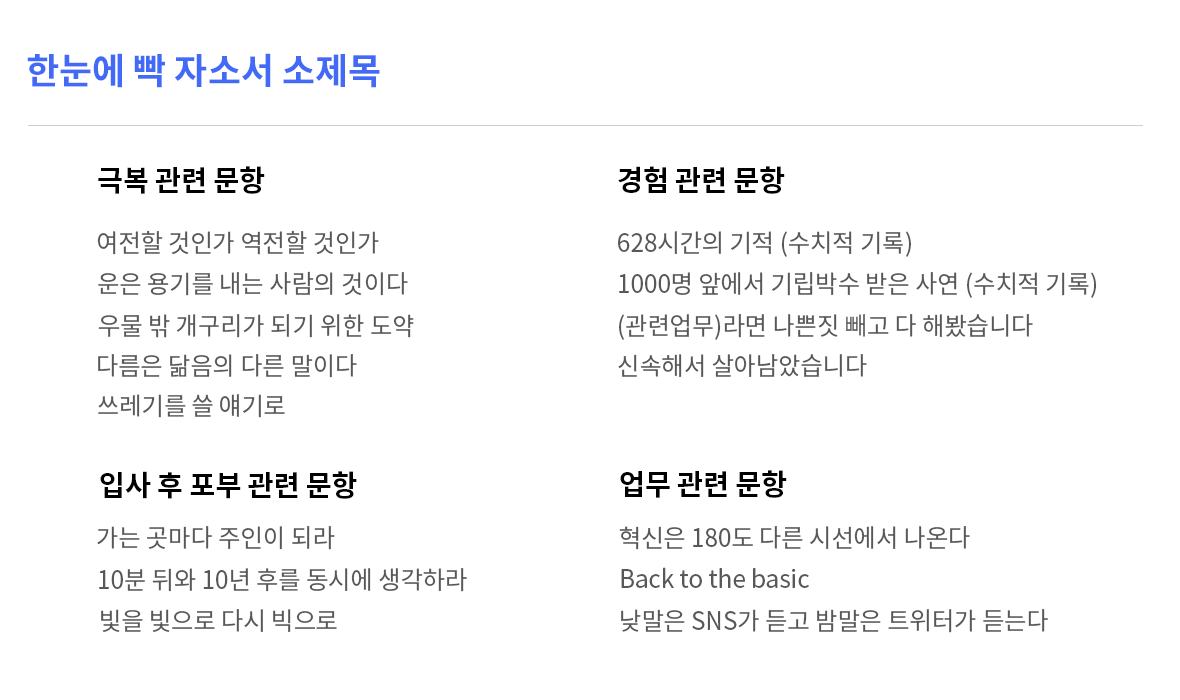 한눈에 빡 자소서 소제목
극복 관련 문항
여전할 것인가 역전할 것인가
운은 용기를 내는 사람의 것이다
우물 밖 개구리가 되기 위한 도약
다름은 닮음의 다른 말이다
쓰레기를 쓸 얘기로
경험 관련 문항
628시간의 기적 (수치적 기록)
1000명 앞에서 기립박수 받은 사연 (수치적 기록)
(관련업무)라면 나쁜짓 빼고 다 해봤습니다
신속해서 살아남았습니다
입사 후 포부 관련 문항
가는 곳마다 주인이 되라
10분 뒤와 10년 후를 동시에 생각하라
빛을 빛으로 다시 빅으로
업무 관련 문항
혁신은 180도 다른 시선에서 나온다
Back to the basic
낮말은 SNS가 듣고 밤말은 트위터가 듣는다